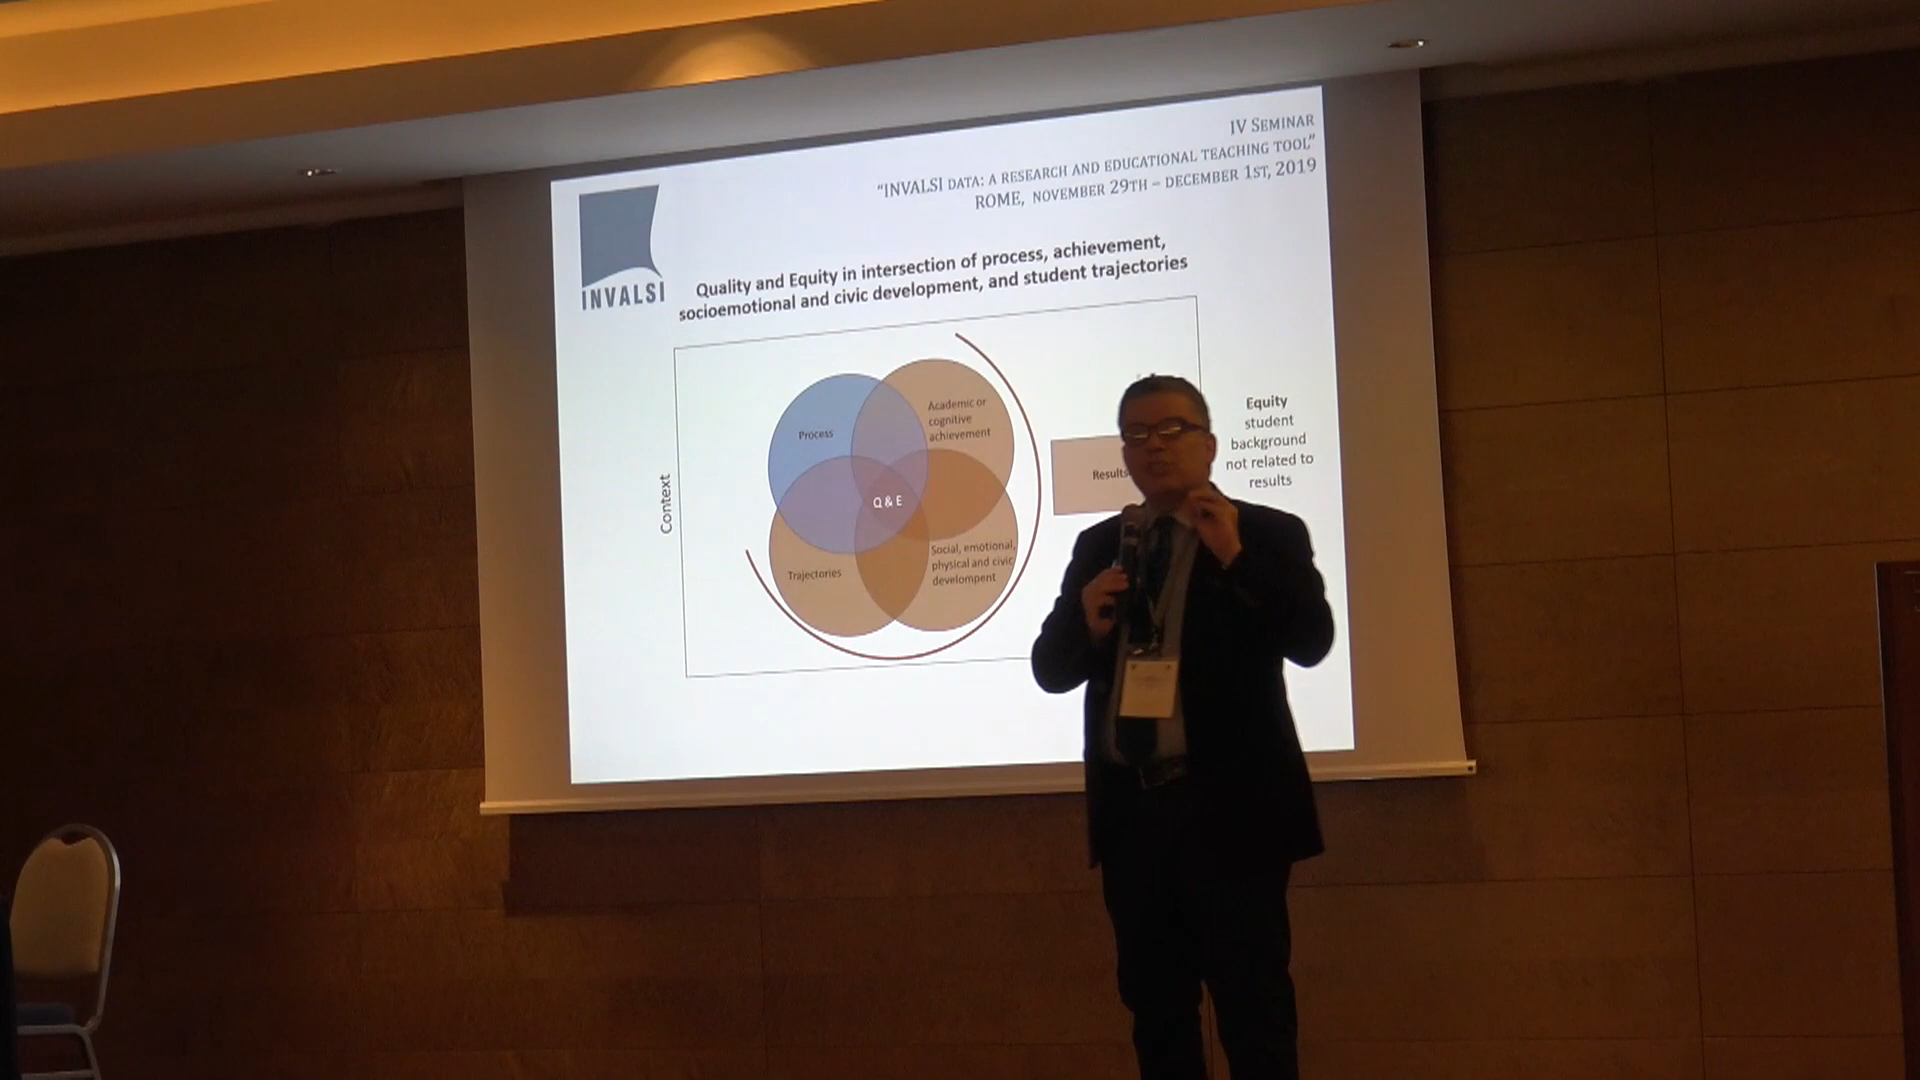 IV SEMINAR
"INVALSI DATA: A RESEARCH AND EDUCATIONAL TEACHING TOOL"
ROME, NOVEMBER 29TH – DECEMBER 1ST, 2019
INVALSI
Quality and Equity in intersection of process, achievement,
socioemotional and civic development, and student trajectories
Context
Process
Academic or
cognitive
achievement
Q & E
Trajectories
Social, emotional,
physical and civic
develompent
Results
Equity
student
background
not related to
results